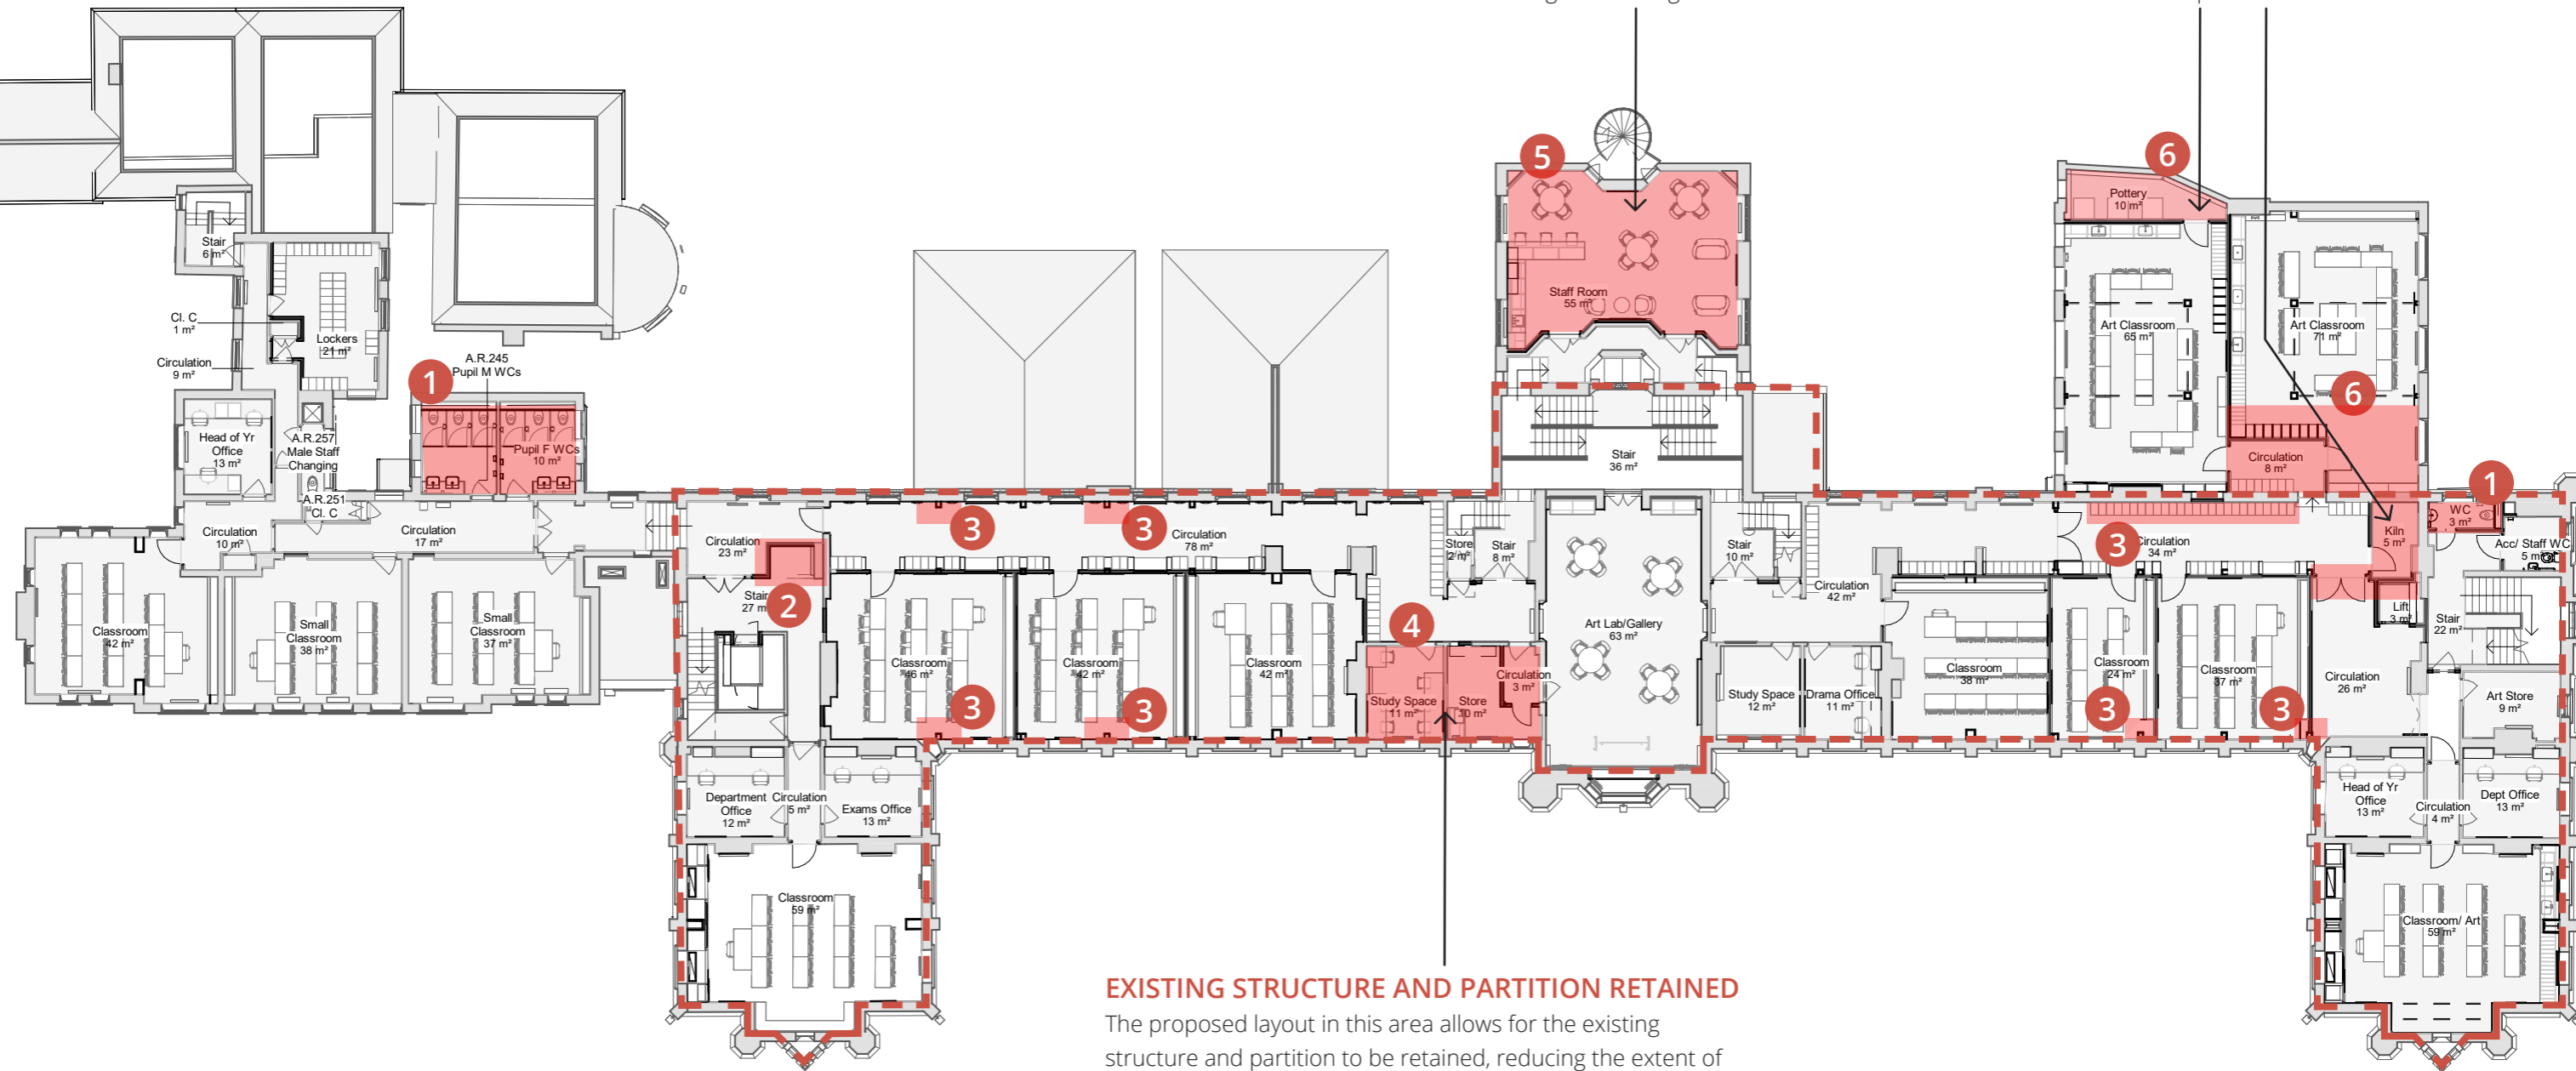 5
6
Pottery
10 m²
Stair
6 m²
Cl. C
1 m²
Lockers
21 m²
Circulation
9 m²
Staff Room
55 m²
Art Classroom
65 m²
Art Classroom
71 m²
1
A.R.245
Pupil M WCs
6
Head of Yr
Office
13 m²
A.R.257
Male Staff
Changing
Pupil F WCs
10 m²
Stair
36 m²
Circulation
8 m²
1
A.R.251
Cl. C
WC
3 m²
Circulation
10 m²
Circulation
17 m²
Circulation
23 m²
3
3
Circulation
78 m²
Store
2 m²
Stair
8 m²
Stair
10 m²
3
Circulation
34 m²
Kiln
5 m²
Acc/ Staff WC
5 m²
Stair
27 m²
2
Circulation
42 m²
Lift
3 m²
Stair
22 m²
Classroom
42 m²
Small
Classroom
38 m²
Small
Classroom
37 m²
4
Art Lab/Gallery
63 m²
Classroom
46 m²
Classroom
42 m²
Classroom
42 m²
Circulation
3 m²
Study Space
11 m²
Store
10 m²
Study Space
12 m²
Drama Office
11 m²
Classroom
38 m²
Classroom
24 m²
Classroom
37 m²
Circulation
26 m²
Art Store
9 m²
3
3
3
3
Department
Office
12 m²
Circulation
5 m²
Exams Office
13 m²
Head of Yr
Office
13 m²
Circulation
4 m²
Dept Office
13 m²
Classroom
59 m²
Classroom/ Art
59 m²
EXISTING STRUCTURE AND PARTITION RETAINED
The proposed layout in this area allows for the existing
structure and partition to be retained, reducing the extent of